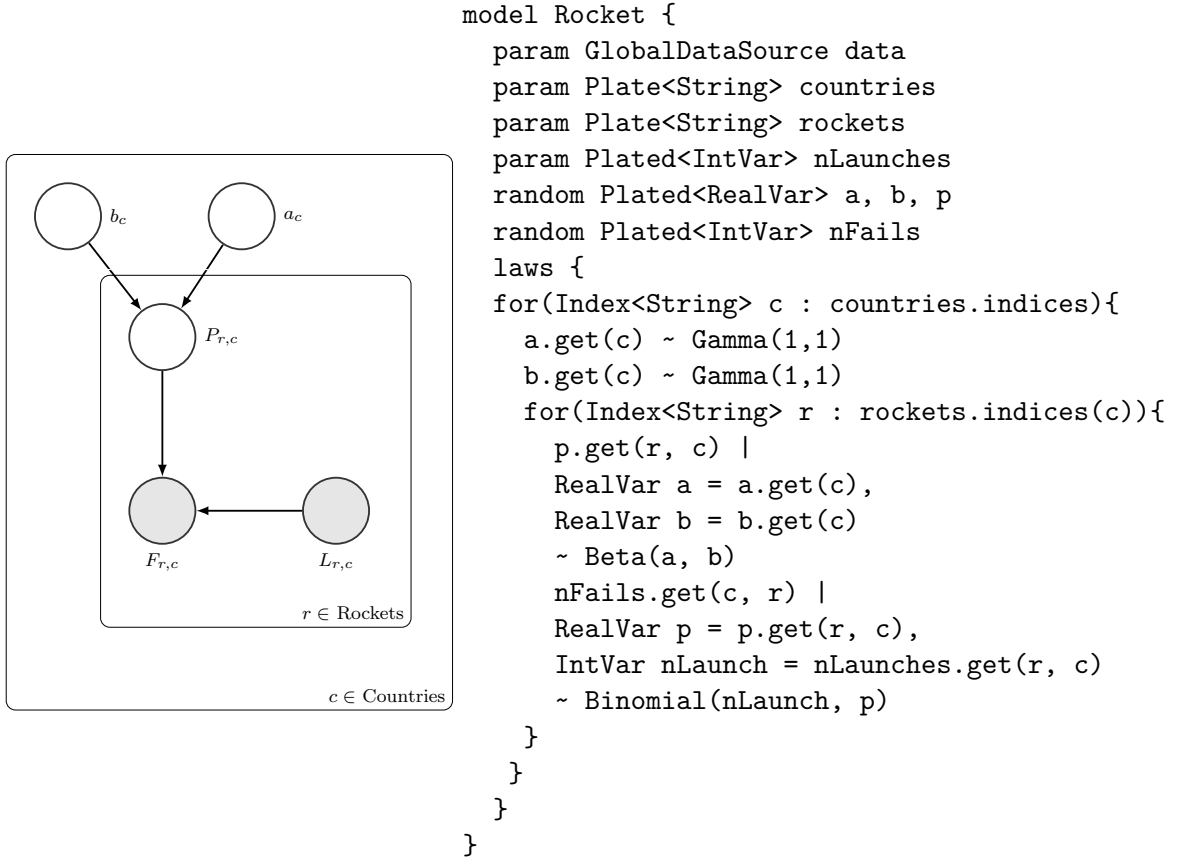 b_c
a_c
P_{r,c}
F_{r,c}
L_{r,c}
r ∈ Rockets
c ∈ Countries
model Rocket {
  param GlobalDataSource data
  param Plate<String> countries
  param Plate<String> rockets
  param Plated<IntVar> nLaunches
  random Plated<RealVar> a, b, p
  random Plated<IntVar> nFails
  laws {
  for(Index<String> c : countries.indices){
    a.get(c) ~ Gamma(1,1)
    b.get(c) ~ Gamma(1,1)
    for(Index<String> r : rockets.indices(c)){
      p.get(r, c) |
      RealVar a = a.get(c),
      RealVar b = b.get(c)
      ~ Beta(a, b)
      nFails.get(c, r) |
      RealVar p = p.get(r, c),
      IntVar nLaunch = nLaunches.get(r, c)
      ~ Binomial(nLaunch, p)
    }
   }
  }
}